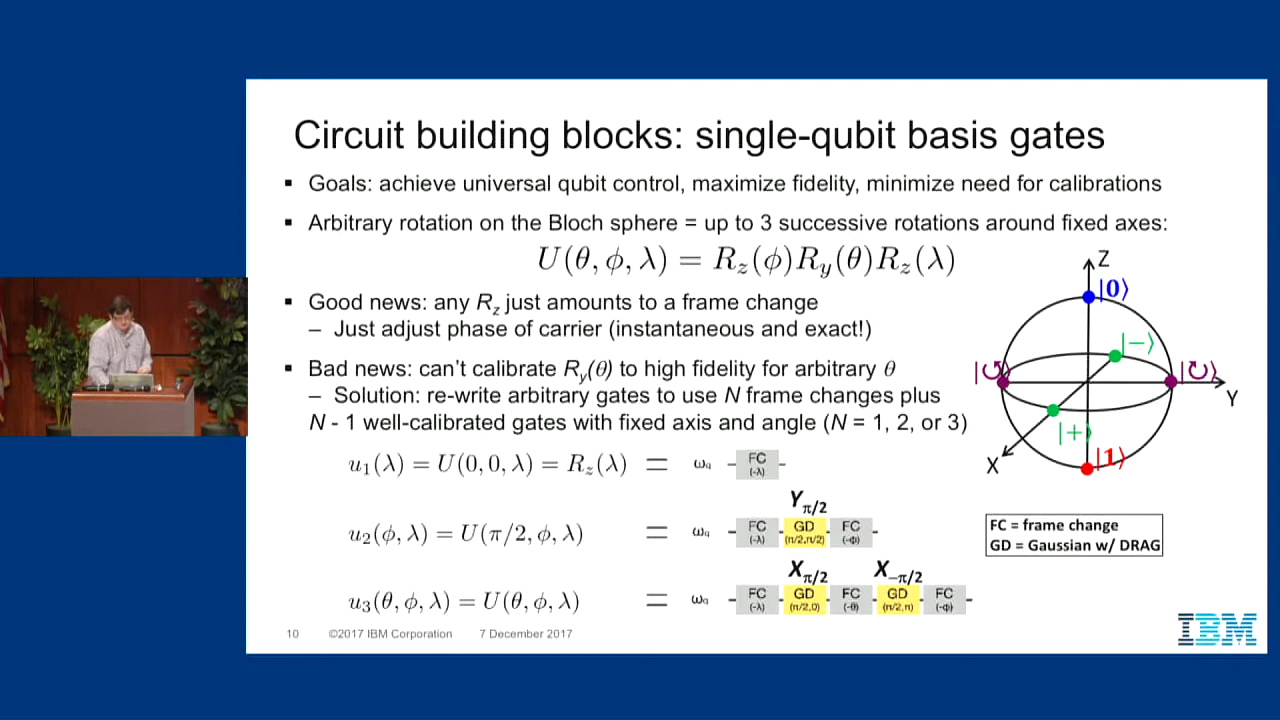 Circuit building blocks: single-qubit basis gates
▪ Goals: achieve universal qubit control, maximize fidelity, minimize need for calibrations
▪ Arbitrary rotation on the Bloch sphere = up to 3 successive rotations around fixed axes:
U(θ, ϕ, λ) = R_z(ϕ)R_y(θ)R_z(λ)
▪ Good news: any R_z just amounts to a frame change
– Just adjust phase of carrier (instantaneous and exact!)
▪ Bad news: can't calibrate R_y(θ) to high fidelity for arbitrary θ
– Solution: re-write arbitrary gates to use N frame changes plus
N - 1 well-calibrated gates with fixed axis and angle (N = 1, 2, or 3)
Z
|0⟩
|−⟩
|↺⟩
|↻⟩
Y
|+⟩
X
|1⟩
u₁(λ) = U(0, 0, λ) = R_z(λ) = ω_q FC (-λ)
Y_π/2
u₂(ϕ, λ) = U(π/2, ϕ, λ) = ω_q FC (-λ) GD (π/2,π/2) FC (-Φ)
X_π/2 X_−π/2
u₃(θ, ϕ, λ) = U(θ, ϕ, λ) = ω_q FC (-λ) GD (π/2,0) FC (-θ) GD (π/2,π) FC (-Φ)
FC = frame change
GD = Gaussian w/ DRAG
10 ©2017 IBM Corporation 7 December 2017
IBM